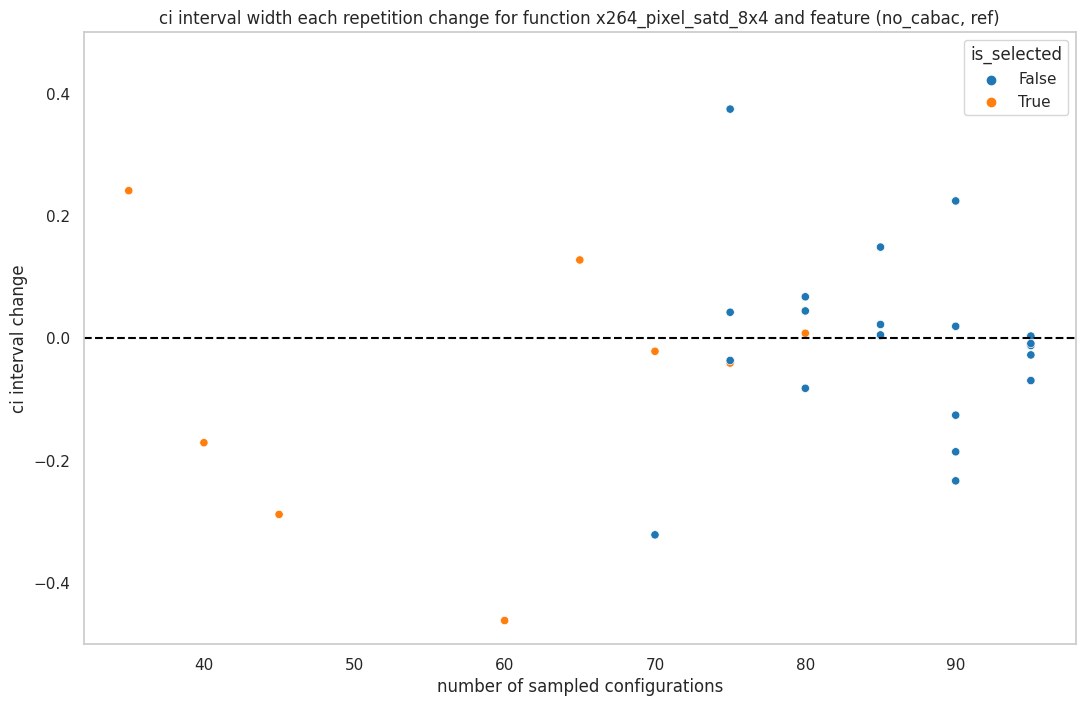 ci interval width each repetition change for function x264_pixel_satd_8x4 and feature (no_cabac, ref)
is_selected
False
True
ci interval change
0.4
0.2
0.0
−0.2
−0.4
40
50
60
70
80
90
number of sampled configurations